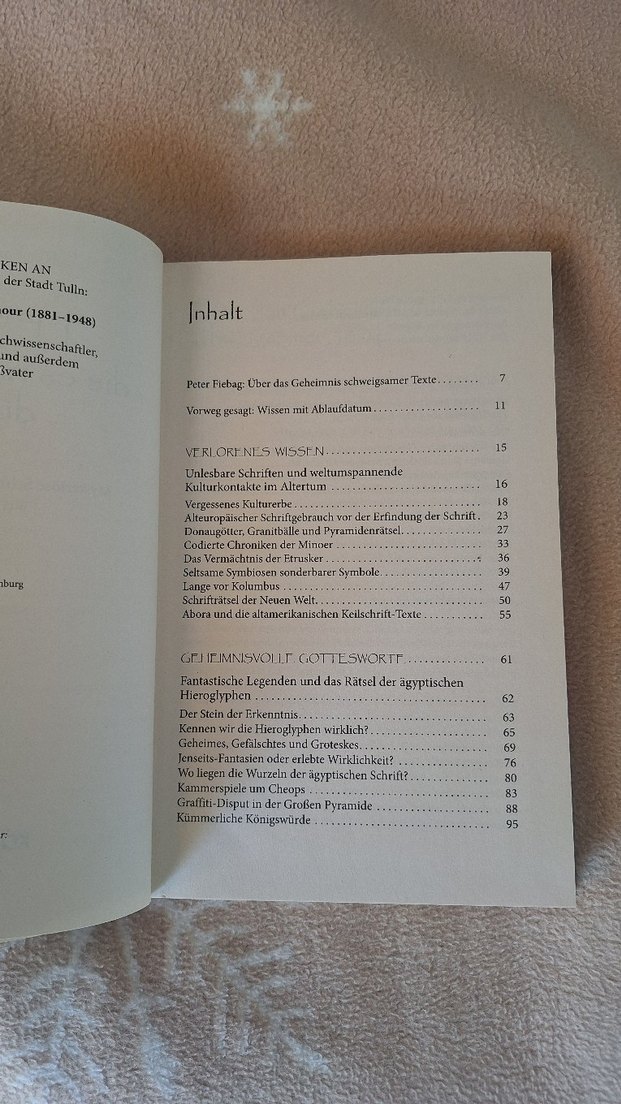 KEN AN
der Stadt Tulln:
our (1881–1948)
chwissenschaftler,
und außerdem
ßvater
nburg
r:
Inhalt
Peter Fiebag: Über das Geheimnis schweigsamer Texte........ 7
Vorweg gesagt: Wissen mit Ablaufdatum..................... 11
VERLORENES WISSEN............................ 15
Unlesbare Schriften und weltumspannende
Kulturkontakte im Altertum ............................ 16
Vergessenes Kulturerbe .................................. 18
Alteuropäischer Schriftgebrauch vor der Erfindung der Schrift. 23
Donaugötter, Granitbälle und Pyramidenrätsel............... 27
Codierte Chroniken der Minoer ............................ 33
Das Vermächtnis der Etrusker .............................. 36
Seltsame Symbiosen sonderbarer Symbole................... 39
Lange vor Kolumbus ..................................... 47
Schrifträtsel der Neuen Welt............................... 50
Abora und die altamerikanischen Keilschrift-Texte ........... 55
GEHEIMNISVOLLE GOTTESWORTE.............. 61
Fantastische Legenden und das Rätsel der ägyptischen
Hieroglyphen .......................................... 62
Der Stein der Erkenntnis.................................. 63
Kennen wir die Hieroglyphen wirklich?..................... 65
Geheimes, Gefälschtes und Groteskes....................... 69
Jenseits-Fantasien oder erlebte Wirklichkeit? ................ 76
Wo liegen die Wurzeln der ägyptischen Schrift?.............. 80
Kammerspiele um Cheops ................................ 83
Graffiti-Disput in der Großen Pyramide .................... 88
Kümmerliche Königswürde ............................... 95